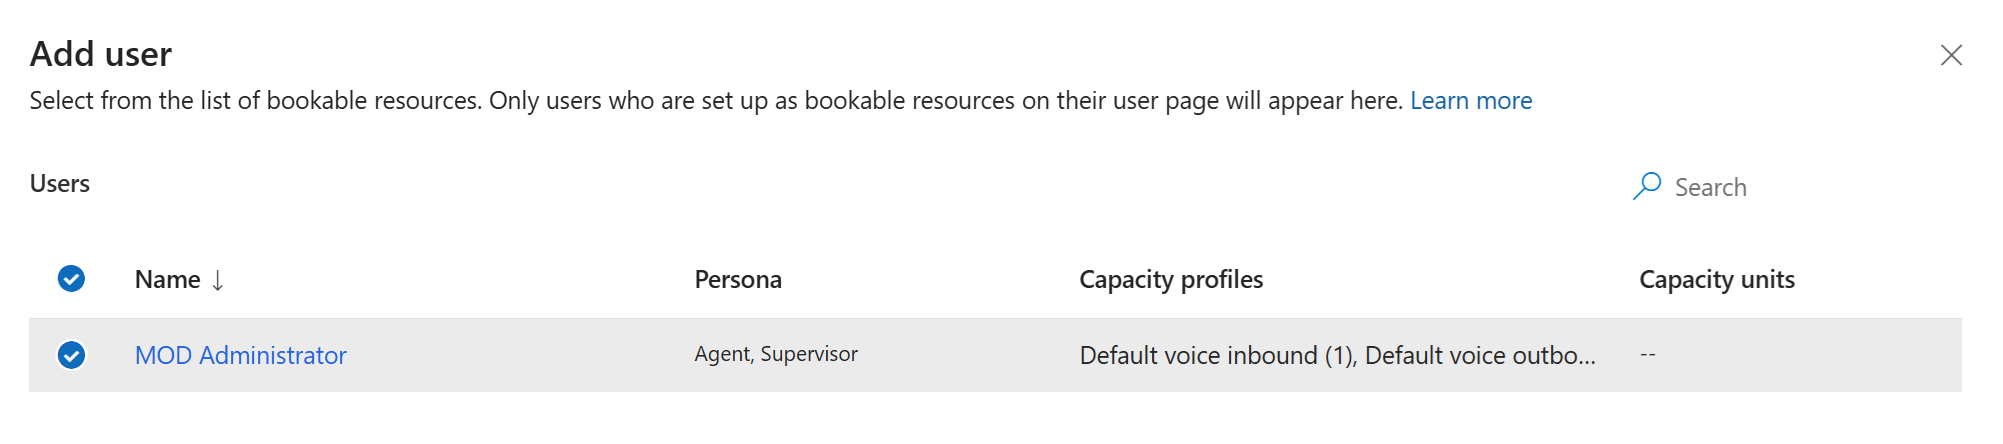 Add user
Select from the list of bookable resources. Only users who are set up as bookable resources on their user page will appear here. Learn more
Users
Search
Name ↓ Persona Capacity profiles Capacity units
MOD Administrator Agent, Supervisor Default voice inbound (1), Default voice outbo... --